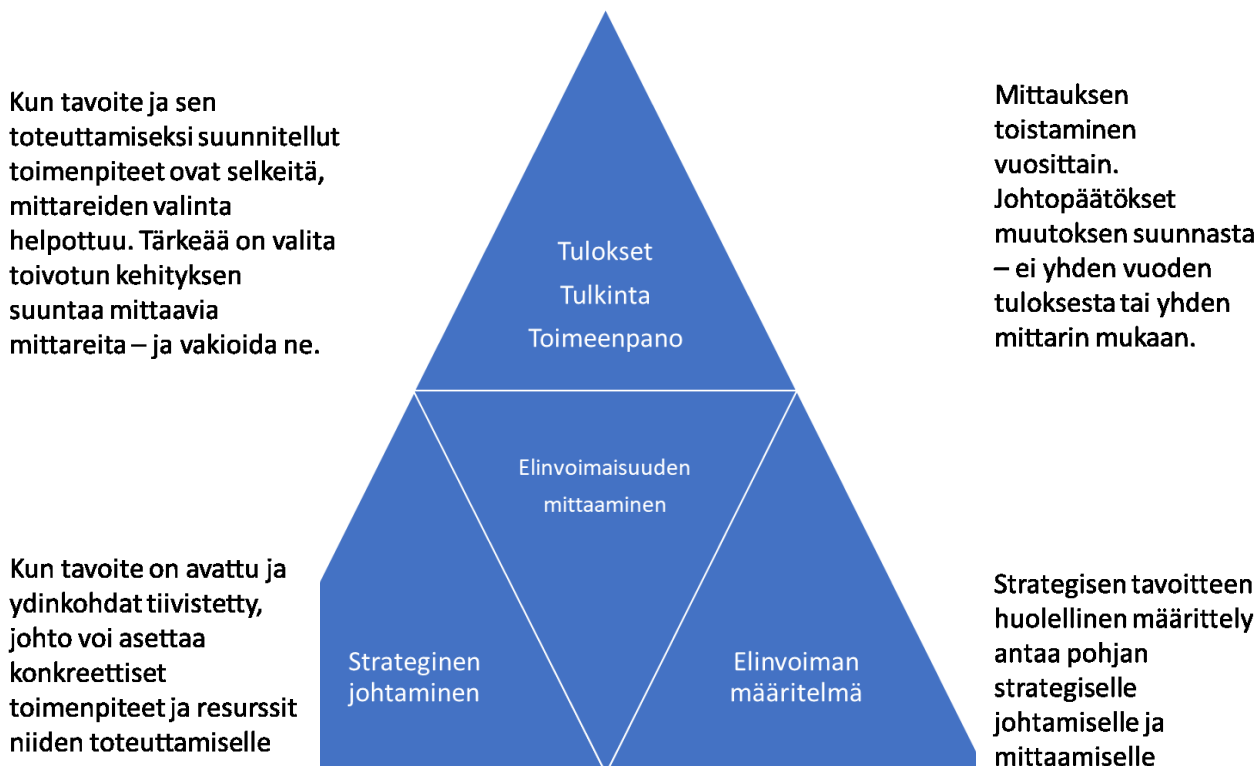 Kun tavoite ja sen
toteuttamiseksi suunnitellut
toimenpiteet ovat selkeitä,
mittareiden valinta
helpottuu. Tärkeää on valita
toivotun kehityksen
suuntaa mittaavia
mittareita – ja vakioida ne.
Mittauksen
toistaminen
vuosittain.
Johtopäätökset
muutoksen suunnasta
– ei yhden vuoden
tuloksesta tai yhden
mittarin mukaan.
Tulokset
Tulkinta
Toimeenpano
Elinvoimaisuuden
mittaaminen
Kun tavoite on avattu ja
ydinkohdat tiivistetty,
johto voi asettaa
konkreettiset
toimenpiteet ja resurssit
niiden toteuttamiselle
Strateginen
johtaminen
Elinvoiman
määritelmä
Strategisen tavoitteen
huolellinen määrittely
antaa pohjan
strategiselle
johtamiselle ja
mittaamiselle